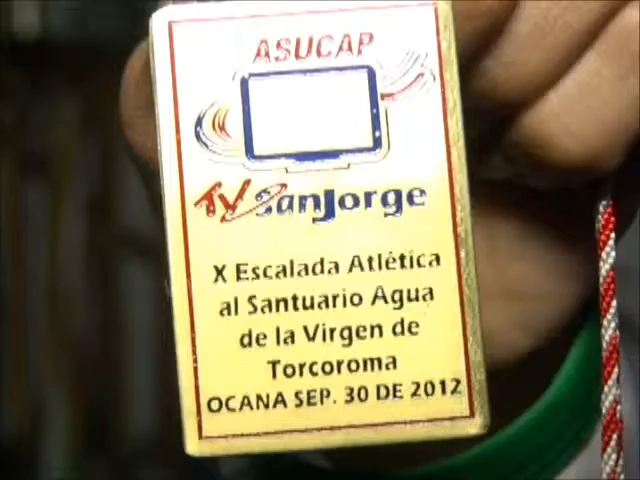 ASUCAP
TV SanJorge
X Escalada Atlética
al Santuario Agua
de la Virgen de
Torcoroma
OCANA SEP. 30 DE 2012